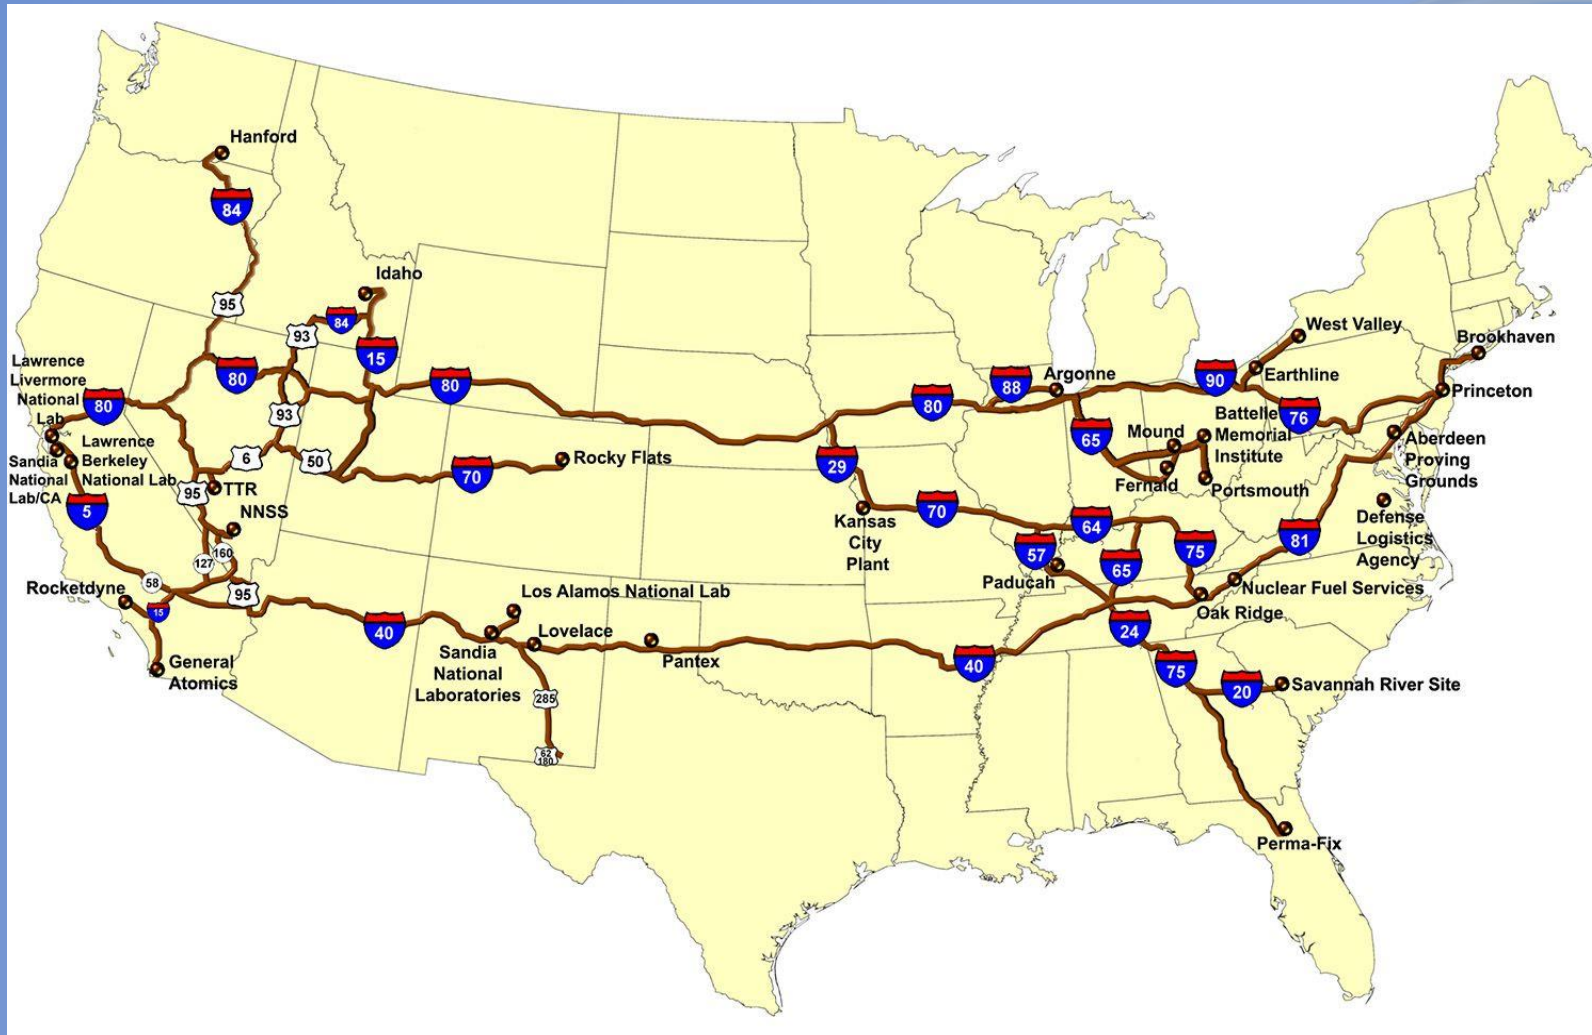 Hanford
84
95
Idaho
84
93
15
80
80
93
80
Lawrence
Livermore
National
Lab
Lawrence
Berkeley
National Lab
Sandia
National
Lab/CA
5
6
50
95
TTR
NNSS
70
Rocky Flats
127
160
58
95
Rocketdyne
15
General
Atomics
40
Los Alamos National Lab
Sandia
National
Laboratories
Lovelace
Pantex
285
62
180
80
88
Argonne
90
West Valley
Earthline
Brookhaven
Princeton
76
65
Mound
Battelle
Memorial
Institute
Fernald
Portsmouth
Aberdeen
Proving
Grounds
Defense
Logistics
Agency
29
Kansas
City
Plant
70
64
57
Paducah
65
75
81
Nuclear Fuel Services
Oak Ridge
24
40
75
20
Savannah River Site
Perma-Fix